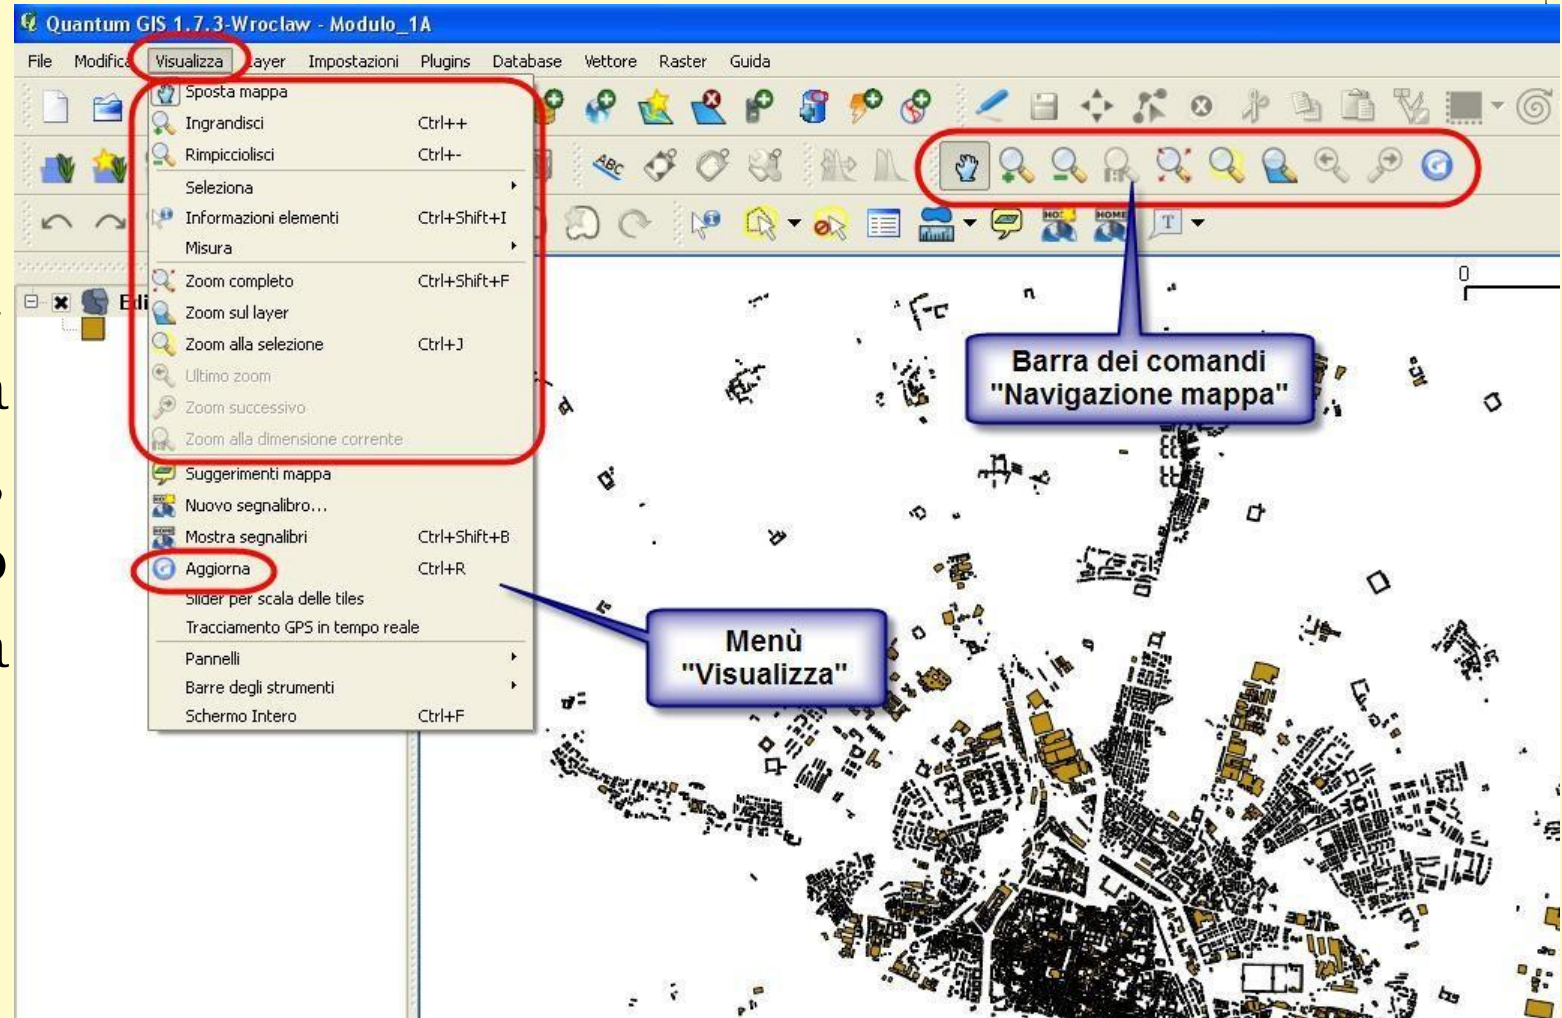 Quantum GIS 1.7.3-Wroclaw - Modulo_1A
File Modifica Visualizza Layer Impostazioni Plugins Database Vettore Raster Guida
Sposta mappa
Ingrandisci Ctrl++
Rimpicciolisci Ctrl+-
Seleziona
Informazioni elementi Ctrl+Shift+I
Misura
Zoom completo Ctrl+Shift+F
Zoom sul layer
Zoom alla selezione Ctrl+J
Ultimo zoom
Zoom successivo
Zoom alla dimensione corrente
Suggerimenti mappa
Nuovo segnalibro...
Mostra segnalibri Ctrl+Shift+B
Aggiorna Ctrl+R
Slider per scala delle tiles
Tracciamento GPS in tempo reale
Pannelli
Barre degli strumenti
Schermo Intero Ctrl+F
ABC
HOME
T
Edi
0
Barra dei comandi
"Navigazione mappa"
Menù
"Visualizza"